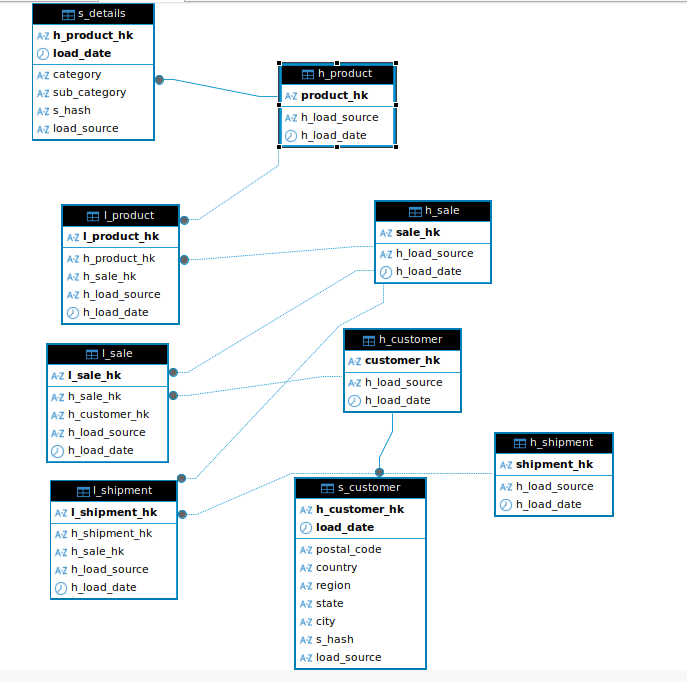 s_details
h_product_hk
load_date
category
sub_category
s_hash
load_source
h_product
product_hk
h_load_source
h_load_date
l_product
l_product_hk
h_product_hk
h_sale_hk
h_load_source
h_load_date
h_sale
sale_hk
h_load_source
h_load_date
l_sale
l_sale_hk
h_sale_hk
h_customer_hk
h_load_source
h_load_date
h_customer
customer_hk
h_load_source
h_load_date
h_shipment
shipment_hk
h_load_source
h_load_date
l_shipment
l_shipment_hk
h_shipment_hk
h_sale_hk
h_load_source
h_load_date
s_customer
h_customer_hk
load_date
postal_code
country
region
state
city
s_hash
load_source